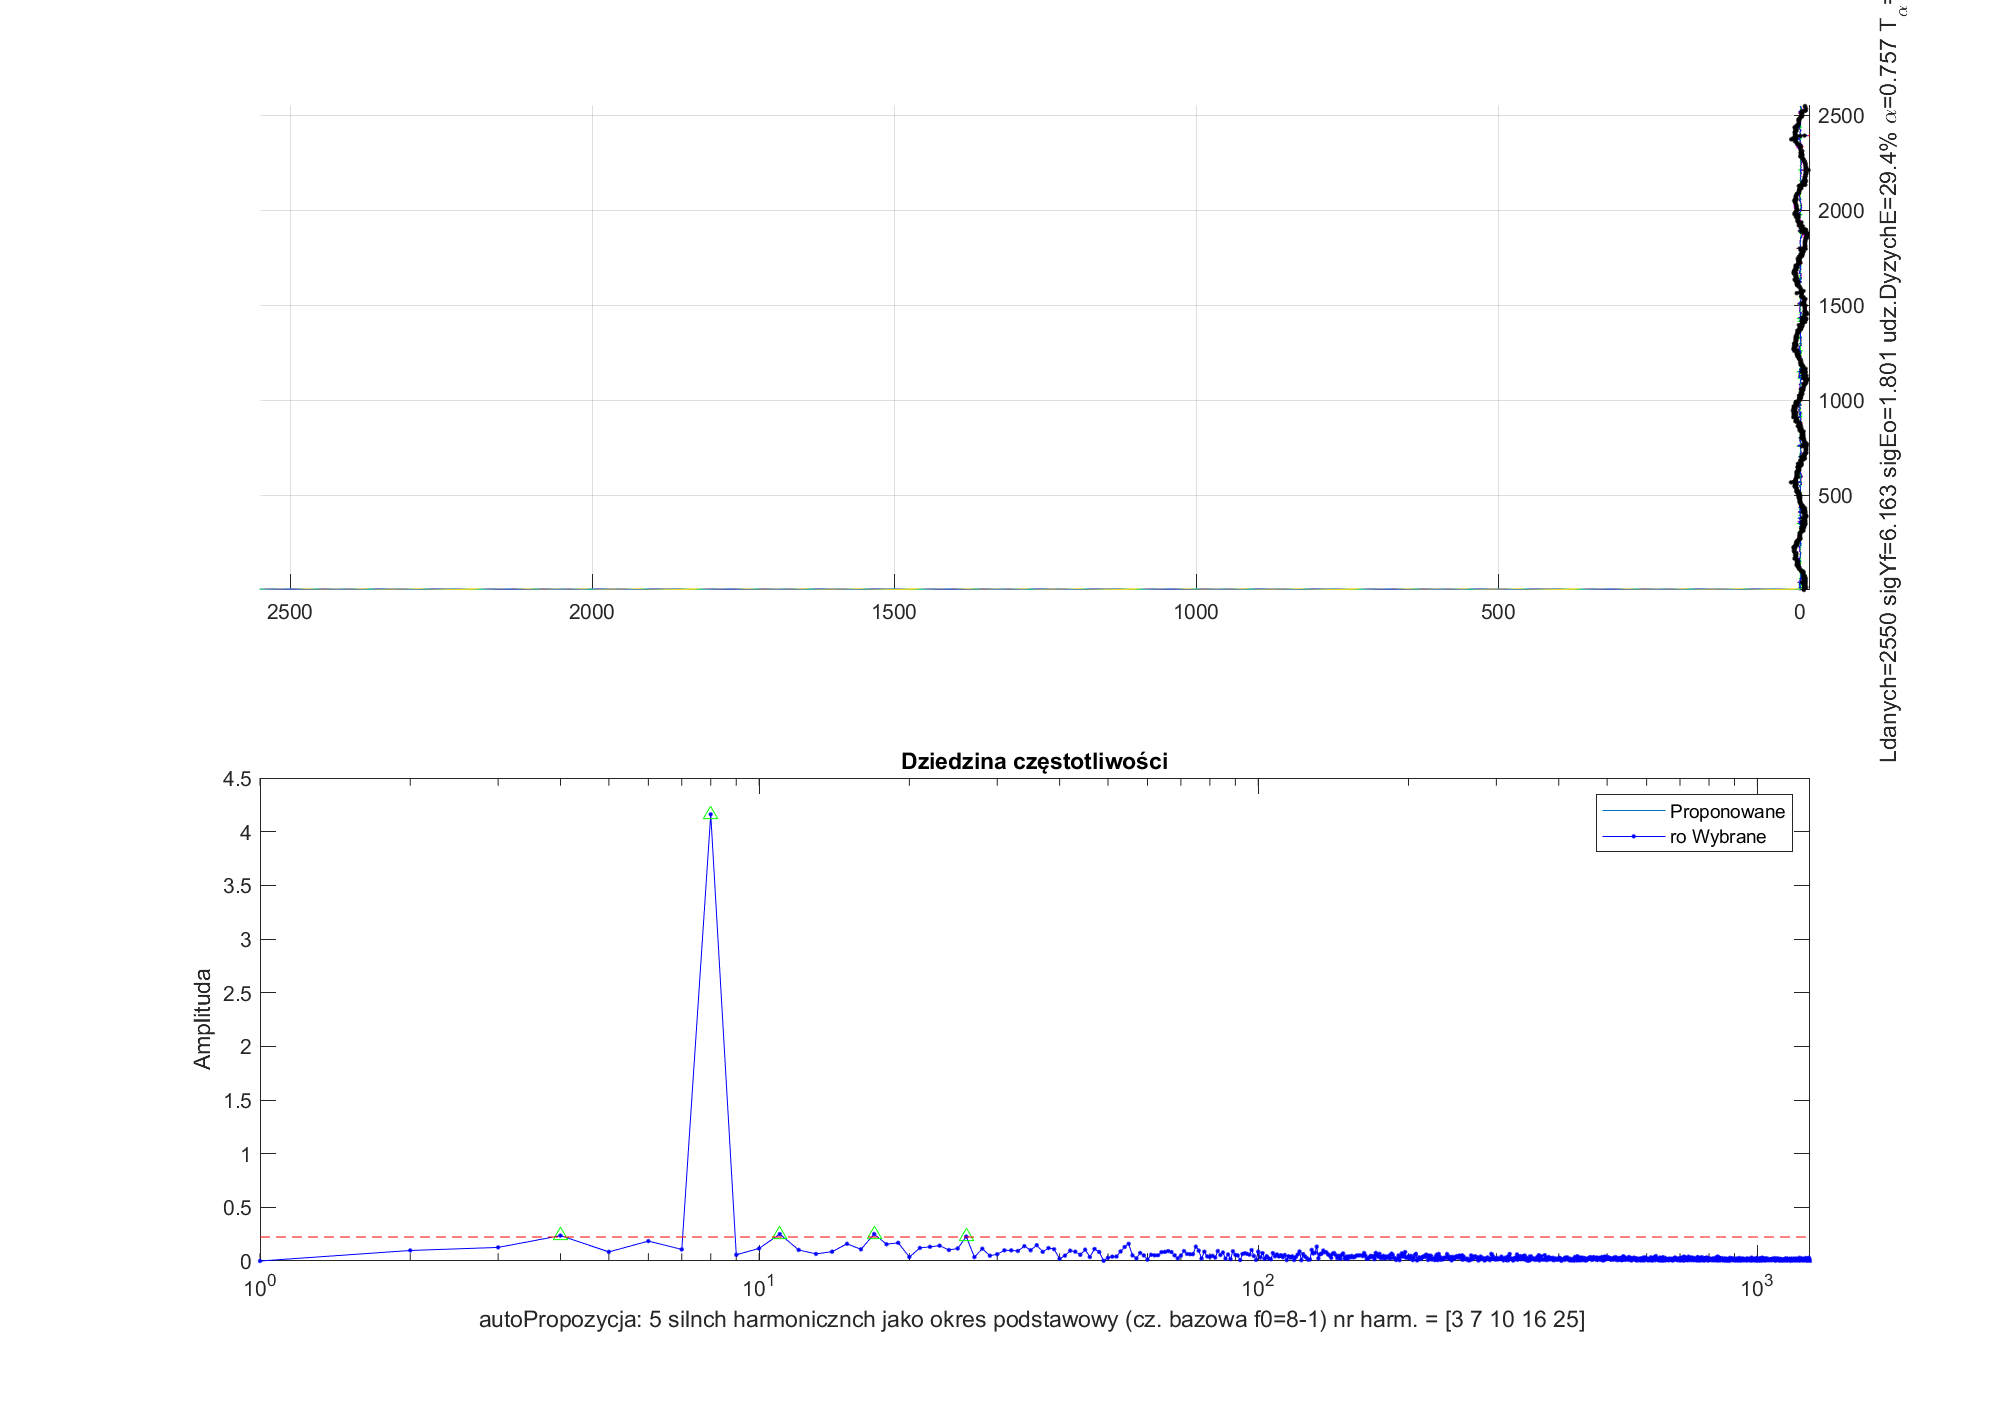 2500
2000
1500
1000
500
2500 2000 1500 1000 500 0
Ldanych=2550 sigYf=6.163 sigEo=1.801 udz.DyzychE=29.4% α=0.757 T_α =
Dziedzina częstotliwości
4.5
4
3.5
3
2.5
2
1.5
1
0.5
0
Amplituda
Proponowane
ro Wybrane
10^0 10^1 10^2 10^3
autoPropozycja: 5 silnch harmonicznch jako okres podstawowy (cz. bazowa f0=8-1) nr harm. = [3 7 10 16 25]